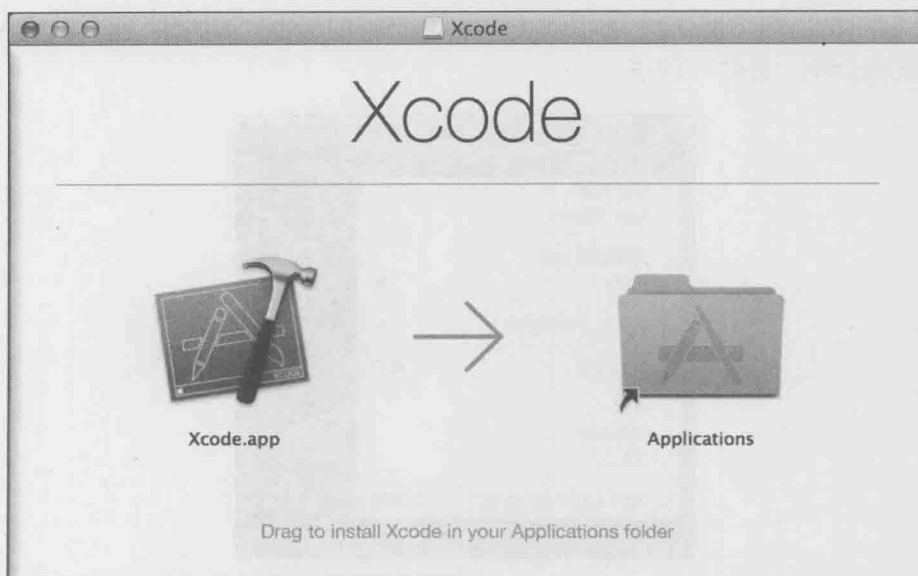 Xcode
Xcode
Xcode.app
Applications
Drag to install Xcode in your Applications folder